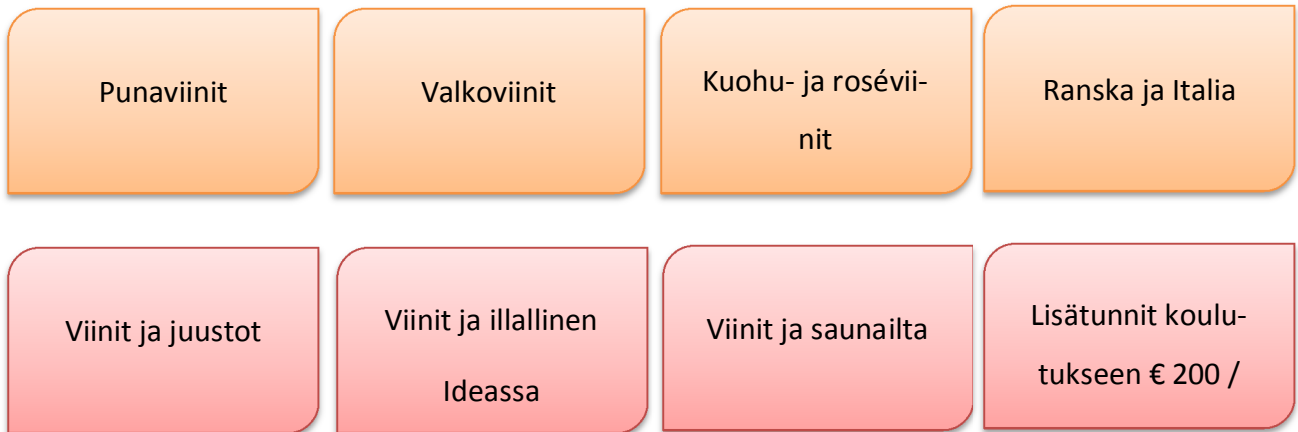 Punaviinit
Valkoviinit
Kuohu- ja rosévii-
nit
Ranska ja Italia
Viinit ja juustot
Viinit ja illallinen
Ideassa
Viinit ja saunailta
Lisätunnit koulu-
tukseen € 200 /